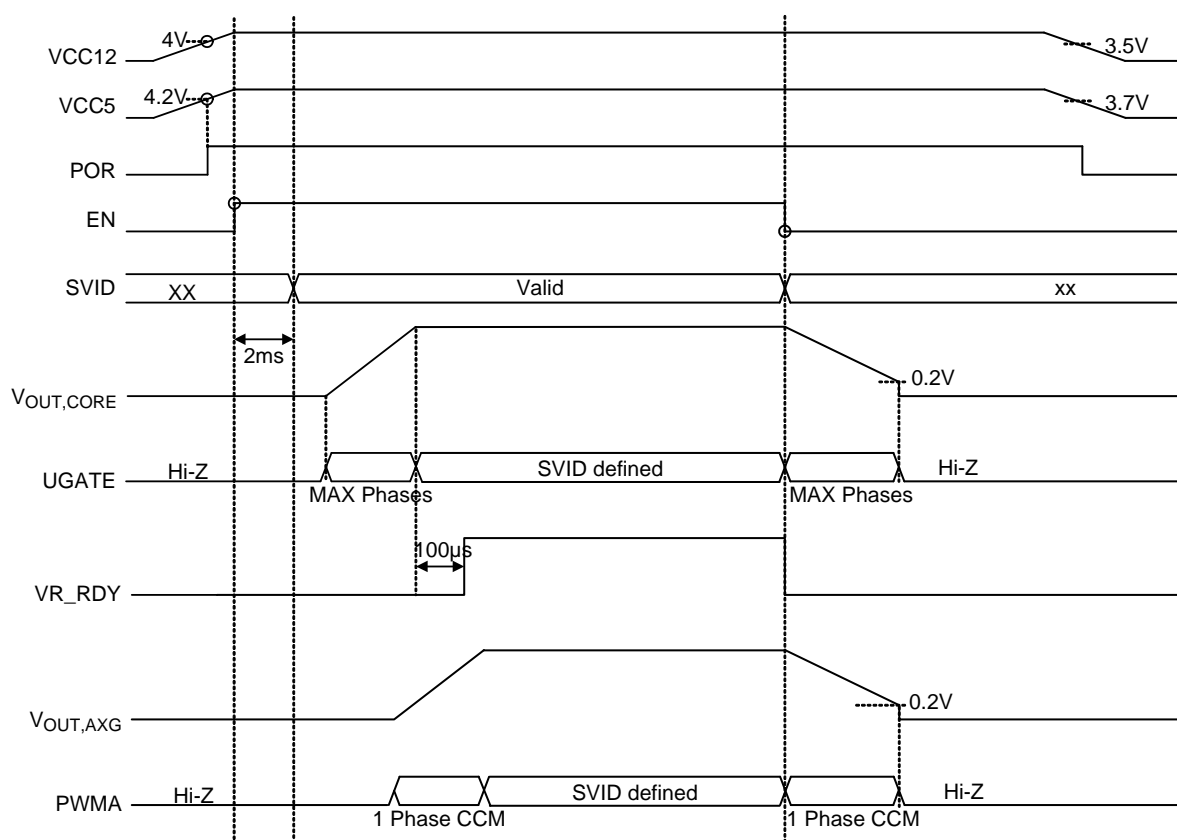 VCC12 4V 3.5V
VCC5 4.2V 3.7V
POR
EN
SVID XX Valid xx
2ms
VOUT,CORE 0.2V
UGATE Hi-Z SVID defined Hi-Z
MAX Phases MAX Phases
100µs
VR_RDY
VOUT,AXG 0.2V
PWMA Hi-Z SVID defined Hi-Z
1 Phase CCM 1 Phase CCM